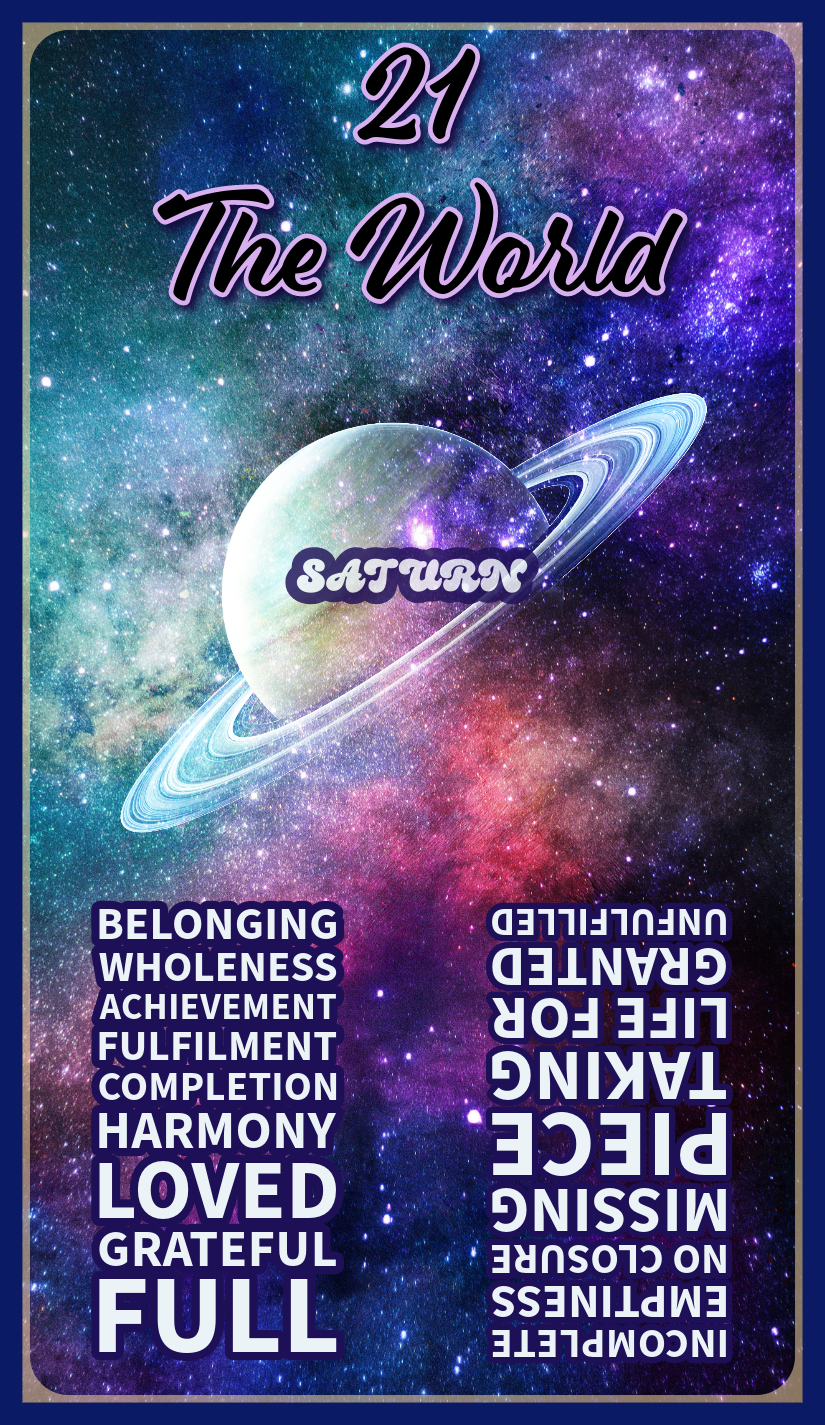 21
The World
SATURN
BELONGING
WHOLENESS
ACHIEVEMENT
FULFILMENT
COMPLETION
HARMONY
LOVED
GRATEFUL
FULL
INCOMPLETE
EMPTINESS
NO CLOSURE
MISSING
PIECE
TAKING
LIFE FOR
GRANTED
UNFULFILLED